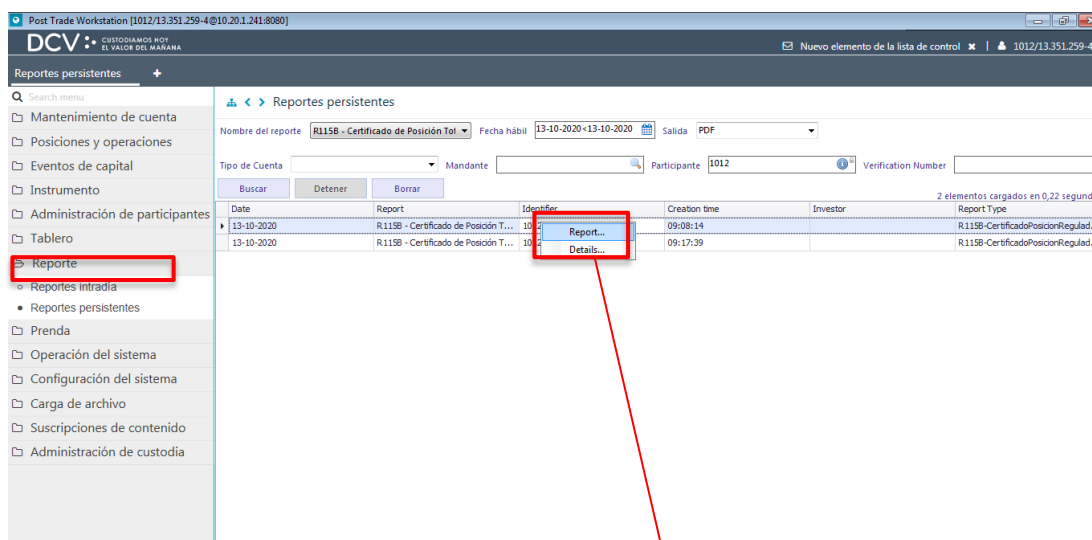 Post Trade Workstation [1012/13.351.259-4@10.20.1.241:8080]
DCV CUSTODIAMOS HOY EL VALOR DEL MAÑANA
Nuevo elemento de la lista de control
1012/13.351.259-4
Reportes persistentes +
Search menu
Mantenimiento de cuenta
Posiciones y operaciones
Eventos de capital
Instrumento
Administración de participantes
Tablero
Reporte
Reportes intradía
Reportes persistentes
Prenda
Operación del sistema
Configuración del sistema
Carga de archivo
Suscripciones de contenido
Administración de custodia
Reportes persistentes
Nombre del reporte R115B - Certificado de Posición Tot Fecha hábil 13-10-2020<13-10-2020 Salida PDF
Tipo de Cuenta Mandante Participante 1012 Verification Number
Buscar Detener Borrar
2 elementos cargados en 0,22 segund
Date Report Identifier Creation time Investor Report Type
13-10-2020 R115B - Certificado de Posición T... 09:08:14 R115B-CertificadoPosicionRegulad.
13-10-2020 R115B - Certificado de Posición T... 09:17:39 R115B-CertificadoPosicionRegulad.
Report...
Details...